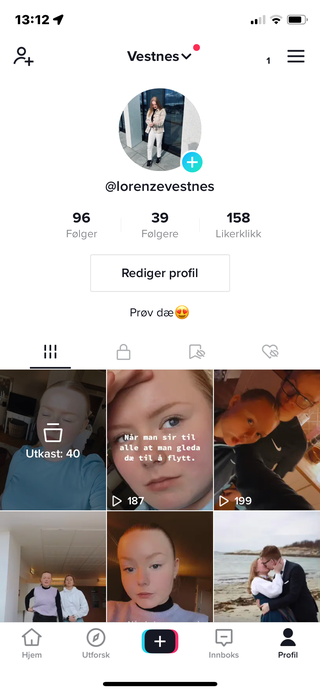 13:12
Vestnes
1
@lorenzevestnes
96 39 158
Følger Følgere Likerklikk
Rediger profil
Prøv dæ😍
Utkast: 40
Når man sir til
alle at man gleda
dæ til å flytt.
187
199
Hjem Utforsk Innboks Profil